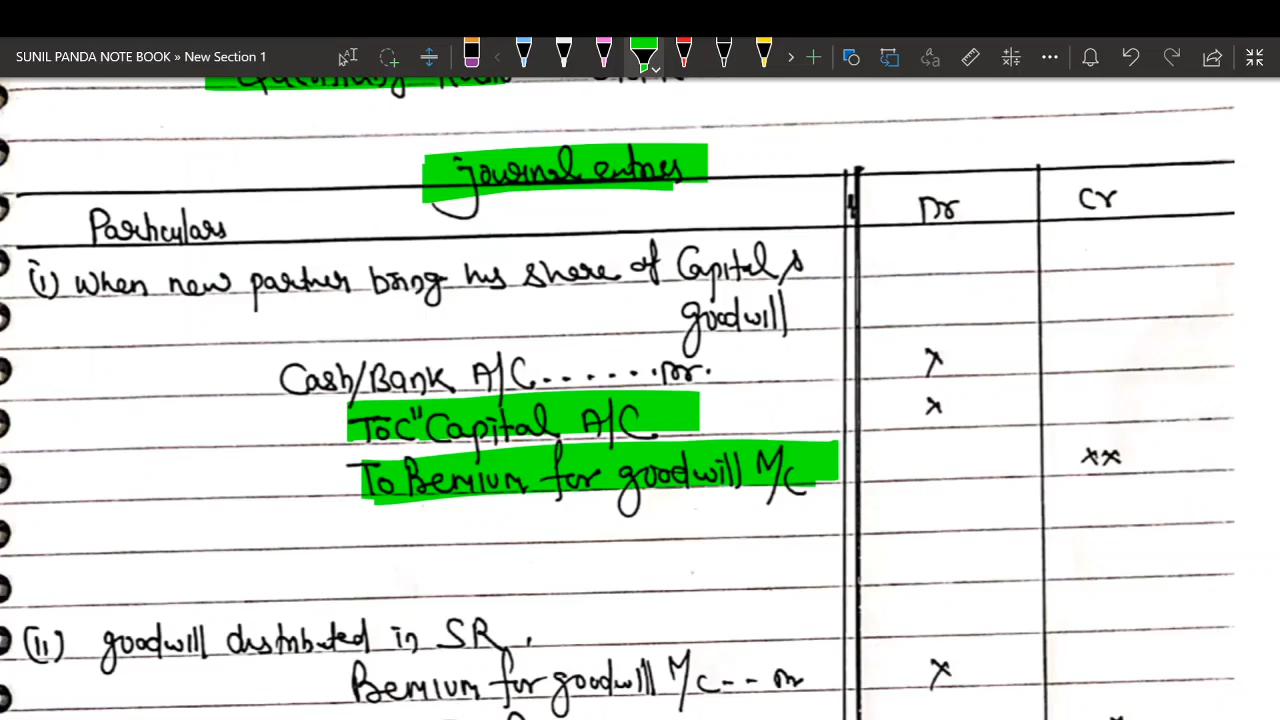 SUNIL PANDA NOTE BOOK » New Section 1
Journal entries
Particulars Dr Cr
(i) When new partner bring his share of Capital &
goodwill
Cash/Bank A/C.......Dr. x
To C" Capital A/C x
To Premium for goodwill A/C xx
(ii) goodwill distributed in SR.
Premium for goodwill A/C -- Dr x